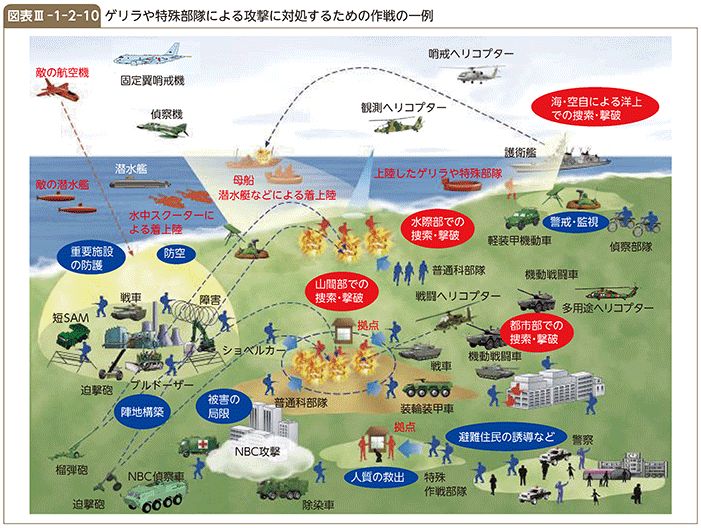 図表Ⅲ-1-2-10 ゲリラや特殊部隊による攻撃に対処するための作戦の一例
敵の航空機
固定翼哨戒機
哨戒ヘリコプター
偵察機
観測ヘリコプター
海・空自による洋上
での捜索・撃破
護衛艦
潜水艦
母船
潜水艇などによる着上陸
上陸したゲリラや特殊部隊
敵の潜水艦
水中スクーターに
よる着上陸
水際部での
捜索・撃破
警戒・監視
軽装甲機動車
偵察部隊
重要施設
の防護
防空
普通科部隊
機動戦闘車
山間部での
捜索・撃破
戦闘ヘリコプター
多用途ヘリコプター
戦車
障害
短SAM
拠点
都市部での
捜索・撃破
ショベルカー
戦車
機動戦闘車
迫撃砲
ブルドーザー
普通科部隊
装輪装甲車
陣地構築
被害の
局限
拠点
避難住民の誘導など
警察
NBC攻撃
榴弾砲
NBC偵察車
人質の救出
特殊
作戦部隊
迫撃砲
除染車